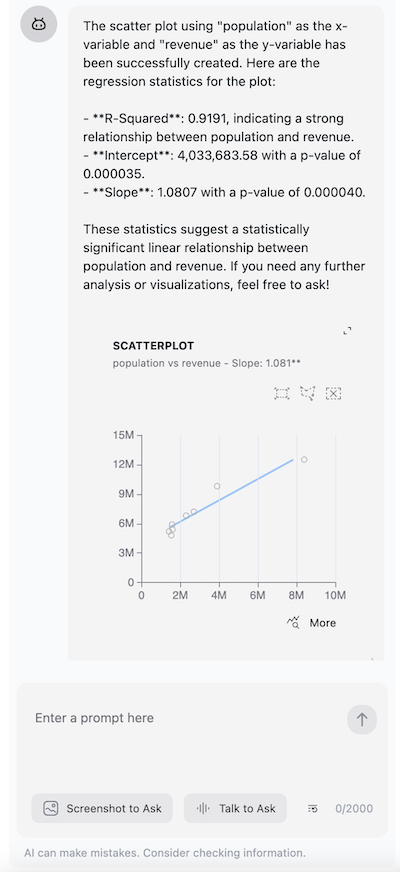 The scatter plot using "population" as the x-
variable and "revenue" as the y-variable has
been successfully created. Here are the
regression statistics for the plot:
- **R-Squared**: 0.9191, indicating a strong
relationship between population and revenue.
- **Intercept**: 4,033,683.58 with a p-value of
0.000035.
- **Slope**: 1.0807 with a p-value of 0.000040.
These statistics suggest a statistically
significant linear relationship between
population and revenue. If you need any further
analysis or visualizations, feel free to ask!
SCATTERPLOT
population vs revenue - Slope: 1.081**
15M
12M
9M
6M
3M
0
0 2M 4M 6M 8M 10M
More
Enter a prompt here
Screenshot to Ask Talk to Ask 0/2000
AI can make mistakes. Consider checking information.